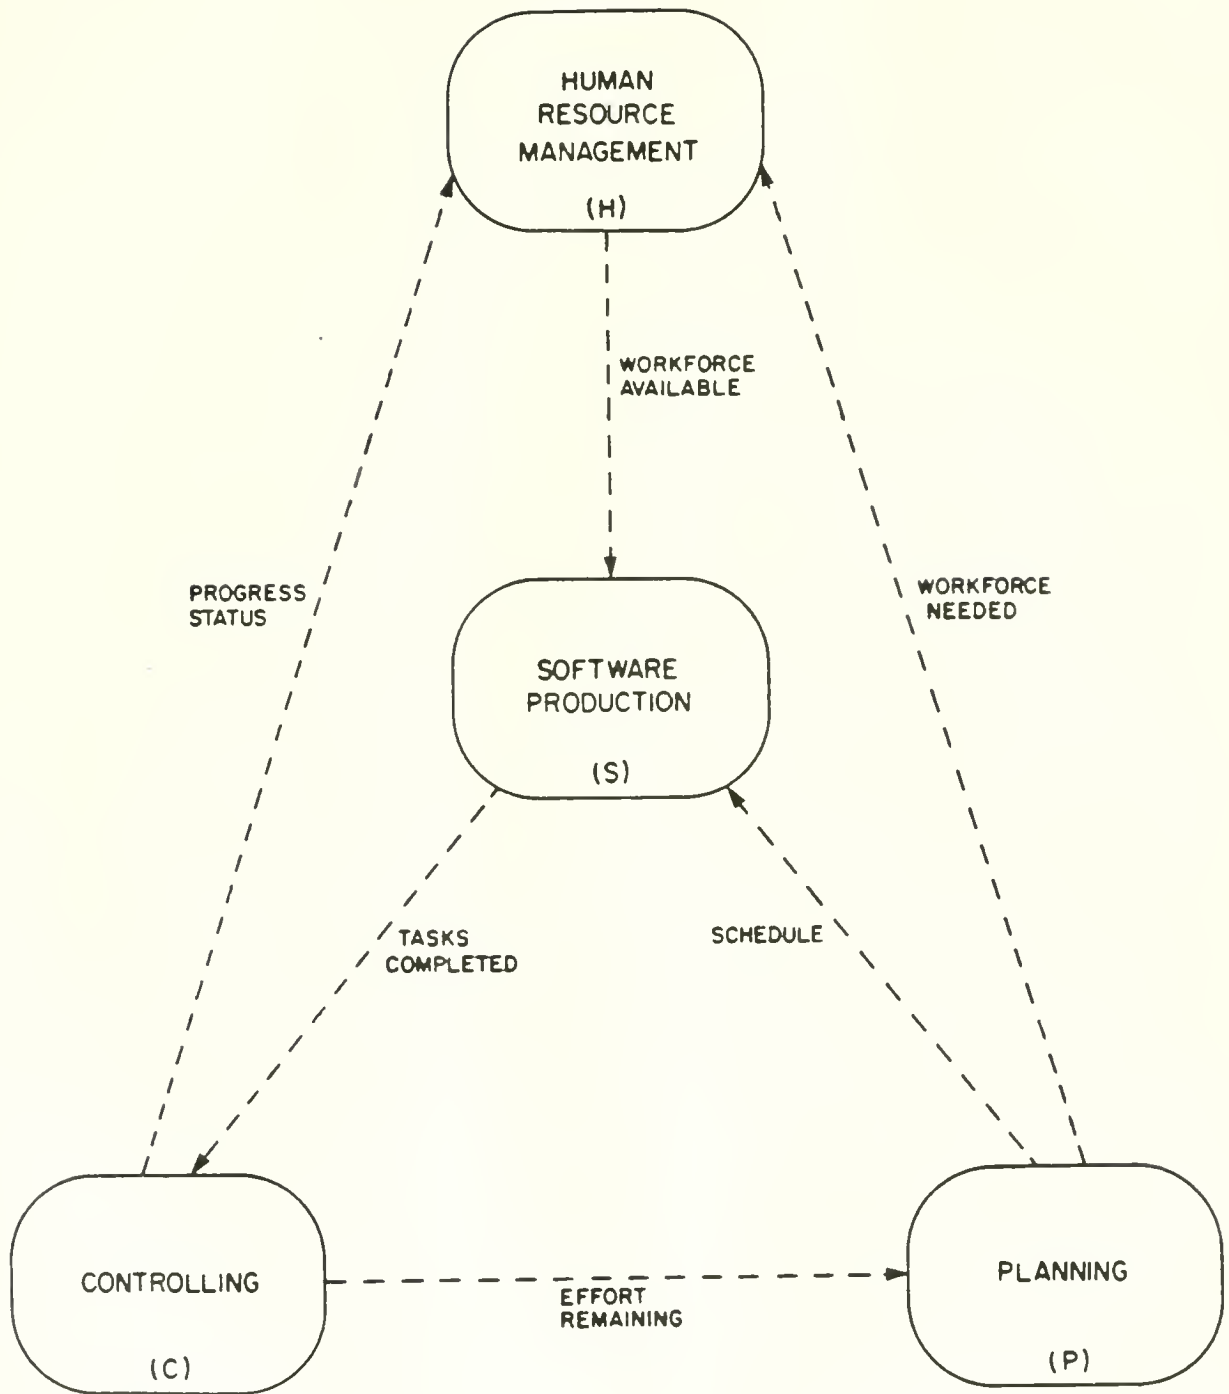 HUMAN
RESOURCE
MANAGEMENT
(H)
WORKFORCE
AVAILABLE
PROGRESS
STATUS
WORKFORCE
NEEDED
SOFTWARE
PRODUCTION
(S)
TASKS
COMPLETED
SCHEDULE
CONTROLLING
(C)
EFFORT
REMAINING
PLANNING
(P)